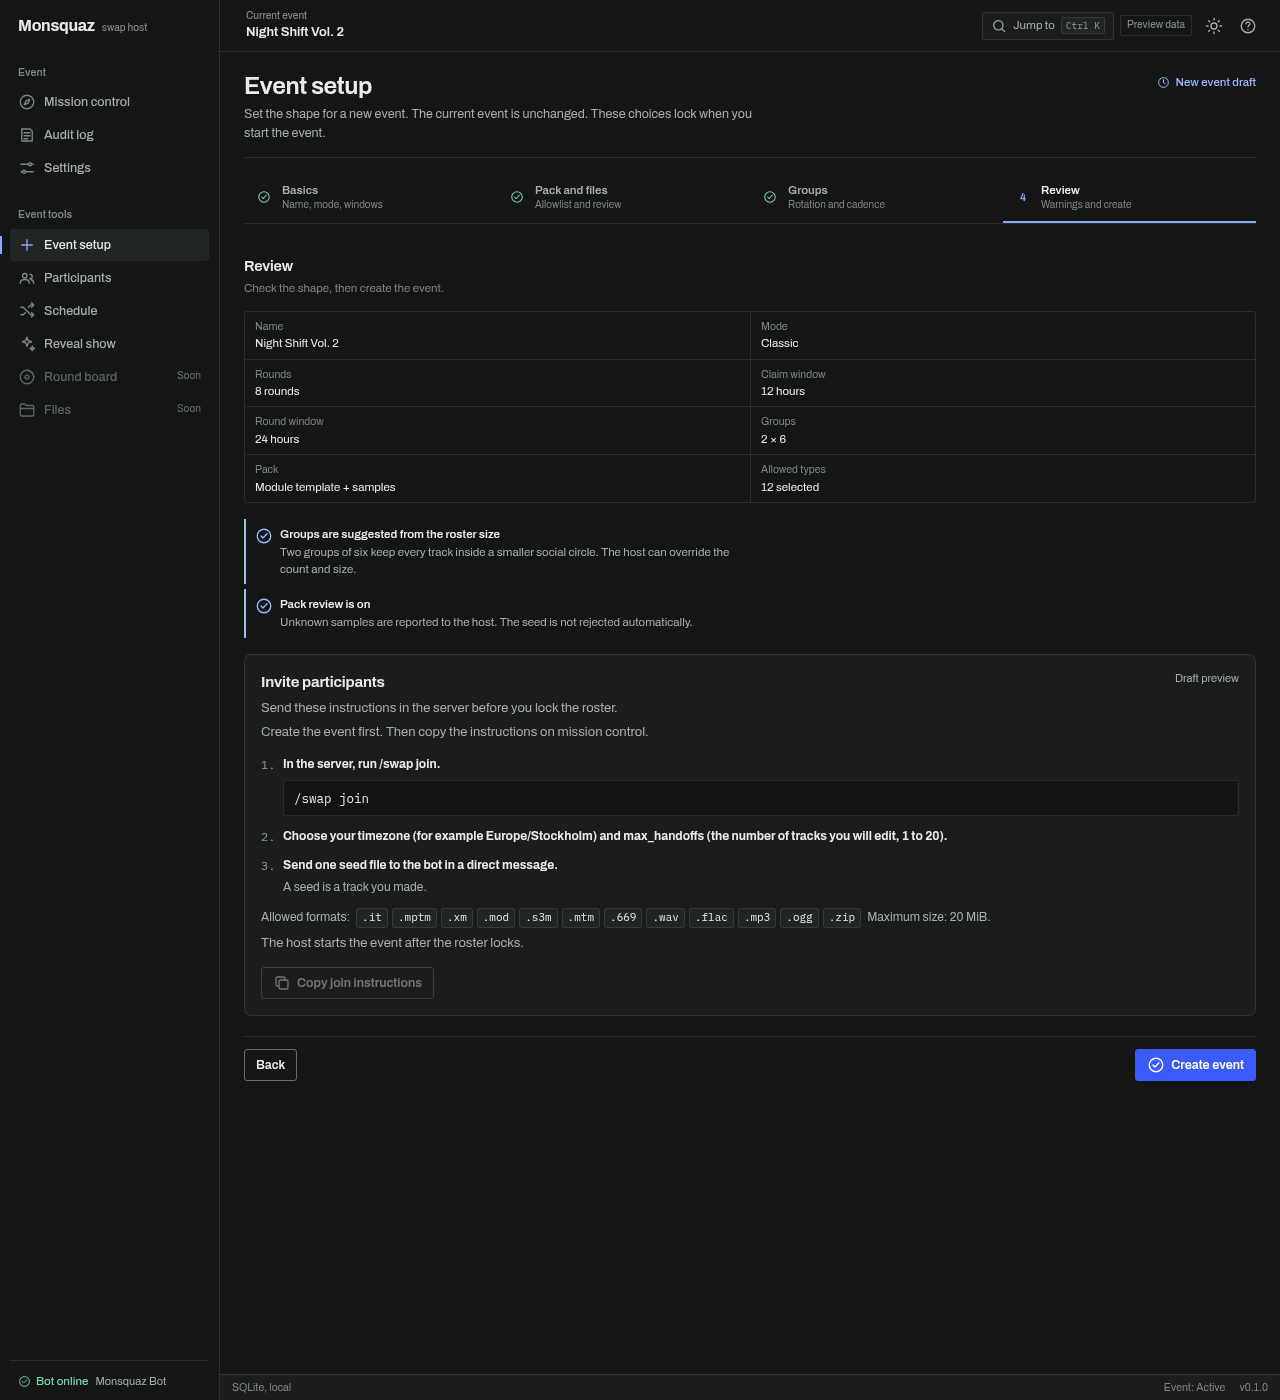 Monsquaz swap host
Event
Mission control
Audit log
Settings
Event tools
Event setup
Participants
Schedule
Reveal show
Round board Soon
Files Soon
Bot online Monsquaz Bot
Current event
Night Shift Vol. 2
Jump to Ctrl K
Preview data
Event setup
New event draft
Set the shape for a new event. The current event is unchanged. These choices lock when you
start the event.
Basics
Name, mode, windows
Pack and files
Allowlist and review
Groups
Rotation and cadence
4 Review
Warnings and create
Review
Check the shape, then create the event.
Name
Night Shift Vol. 2
Mode
Classic
Rounds
8 rounds
Claim window
12 hours
Round window
24 hours
Groups
2 × 6
Pack
Module template + samples
Allowed types
12 selected
Groups are suggested from the roster size
Two groups of six keep every track inside a smaller social circle. The host can override the
count and size.
Pack review is on
Unknown samples are reported to the host. The seed is not rejected automatically.
Invite participants
Draft preview
Send these instructions in the server before you lock the roster.
Create the event first. Then copy the instructions on mission control.
1. In the server, run /swap join.
/swap join
2. Choose your timezone (for example Europe/Stockholm) and max_handoffs (the number of tracks you will edit, 1 to 20).
3. Send one seed file to the bot in a direct message.
A seed is a track you made.
Allowed formats: .it .mptm .xm .mod .s3m .mtm .669 .wav .flac .mp3 .ogg .zip Maximum size: 20 MiB.
The host starts the event after the roster locks.
Copy join instructions
Back
Create event
SQLite, local
Event: Active v0.1.0